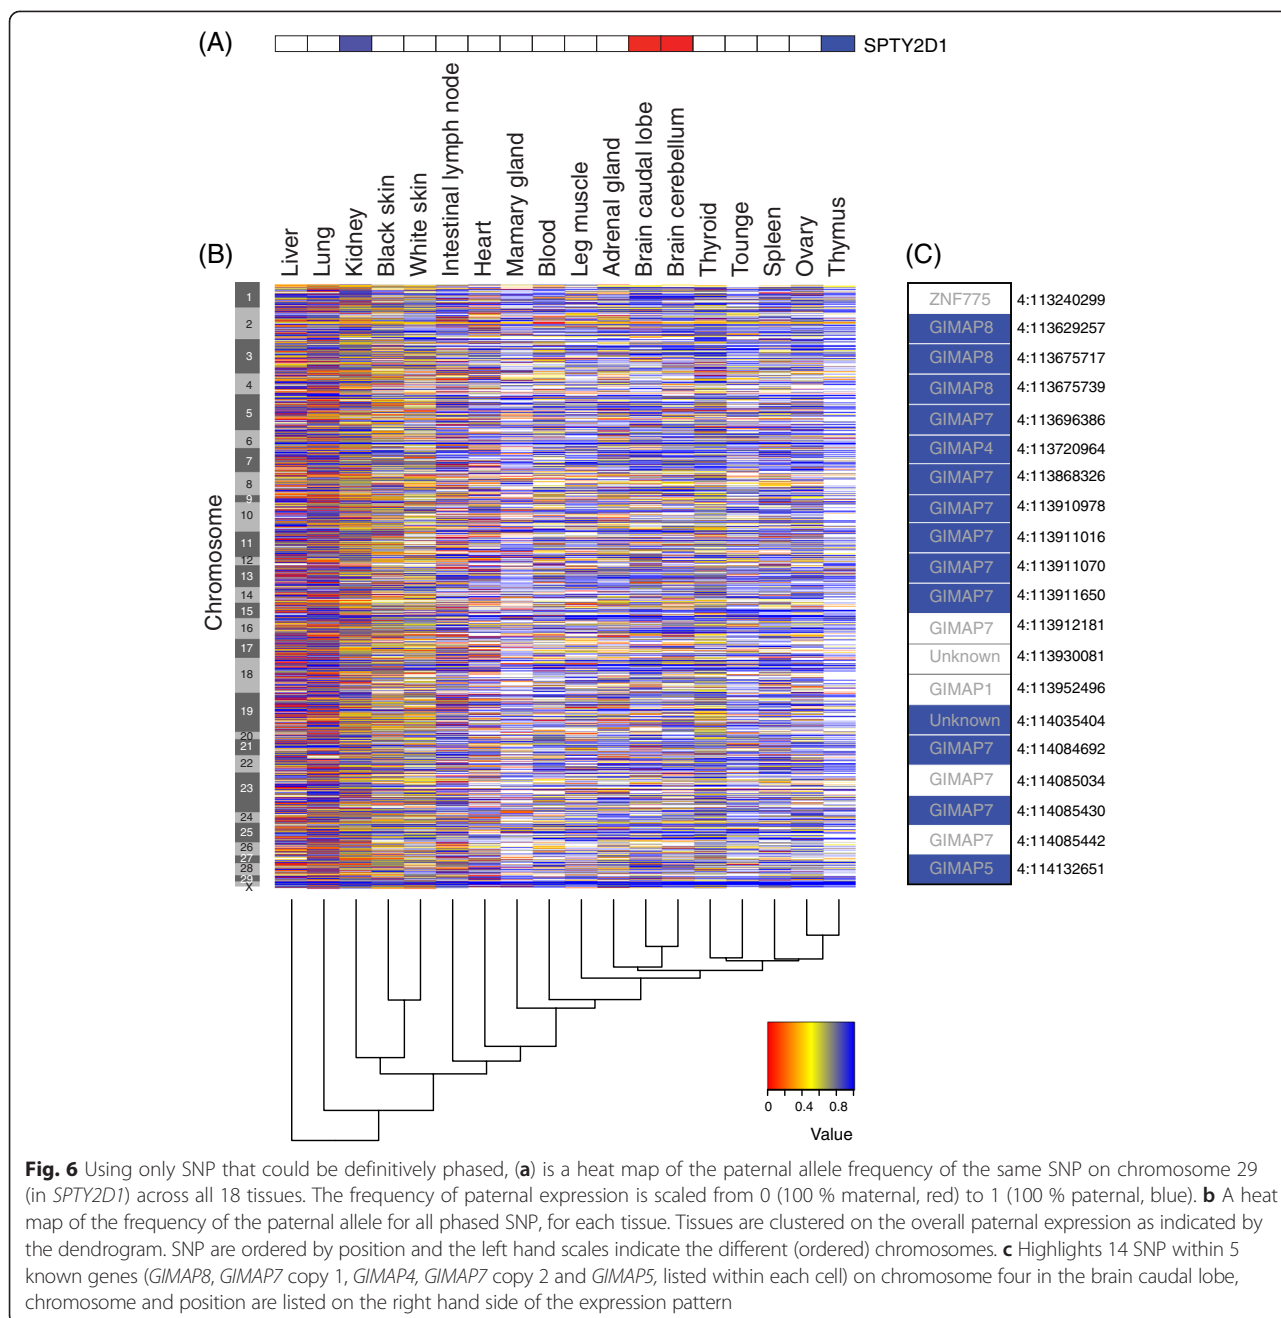 (A)
SPTY2D1
Liver
Lung
Kidney
Black skin
White skin
Intestinal lymph node
Heart
Mamary gland
Blood
Leg muscle
Adrenal gland
Brain caudal lobe
Brain cerebellum
Thyroid
Tounge
Spleen
Ovary
Thymus
(B)
Chromosome
1
2
3
4
5
6
7
8
9
10
11
12
13
14
15
16
17
18
19
20
21
22
23
24
25
26
27
28
29
X
(C)
ZNF775 4:113240299
GIMAP8 4:113629257
GIMAP8 4:113675717
GIMAP8 4:113675739
GIMAP7 4:113696386
GIMAP4 4:113720964
GIMAP7 4:113868326
GIMAP7 4:113910978
GIMAP7 4:113911016
GIMAP7 4:113911070
GIMAP7 4:113911650
GIMAP7 4:113912181
Unknown 4:113930081
GIMAP1 4:113952496
Unknown 4:114035404
GIMAP7 4:114084692
GIMAP7 4:114085034
GIMAP7 4:114085430
GIMAP7 4:114085442
GIMAP5 4:114132651
0 0.4 0.8
Value
Fig. 6 Using only SNP that could be definitively phased, (a) is a heat map of the paternal allele frequency of the same SNP on chromosome 29
(in SPTY2D1) across all 18 tissues. The frequency of paternal expression is scaled from 0 (100 % maternal, red) to 1 (100 % paternal, blue). b A heat
map of the frequency of the paternal allele for all phased SNP, for each tissue. Tissues are clustered on the overall paternal expression as indicated by
the dendrogram. SNP are ordered by position and the left hand scales indicate the different (ordered) chromosomes. c Highlights 14 SNP within 5
known genes (GIMAP8, GIMAP7 copy 1, GIMAP4, GIMAP7 copy 2 and GIMAP5, listed within each cell) on chromosome four in the brain caudal lobe,
chromosome and position are listed on the right hand side of the expression pattern